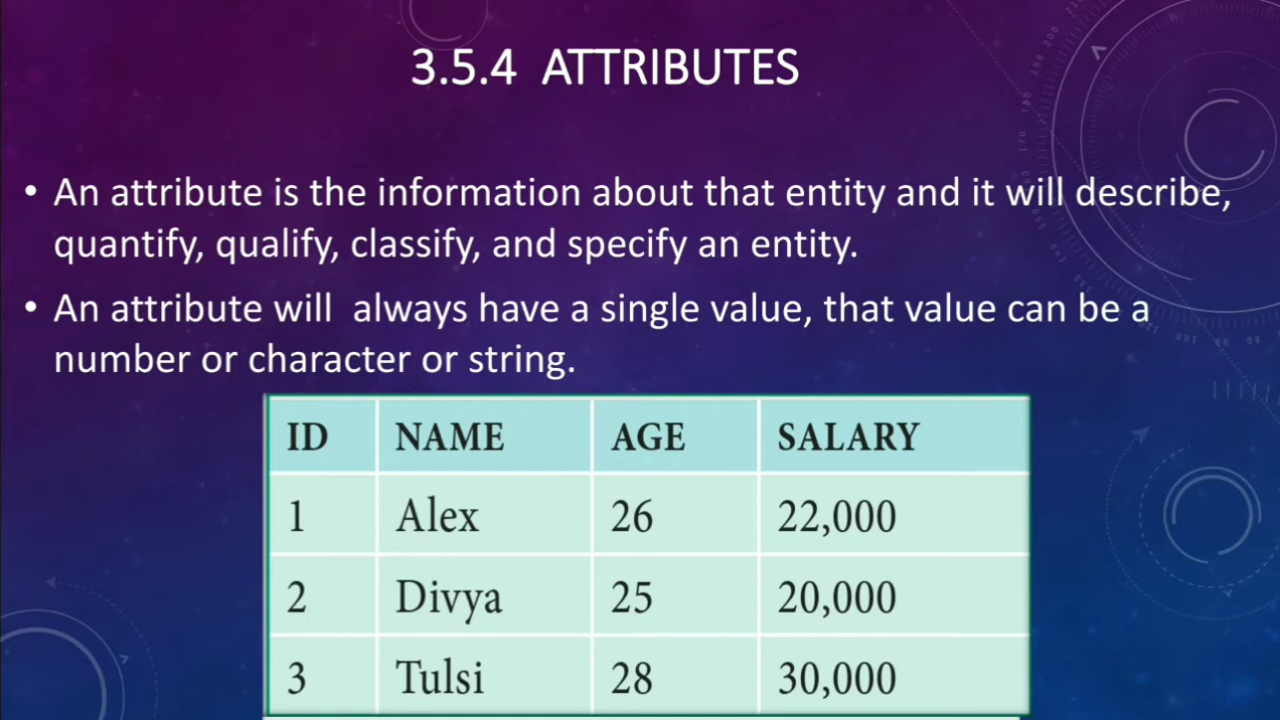 3.5.4 ATTRIBUTES
• An attribute is the information about that entity and it will describe,
quantify, qualify, classify, and specify an entity.
• An attribute will always have a single value, that value can be a
number or character or string.
ID NAME AGE SALARY
1 Alex 26 22,000
2 Divya 25 20,000
3 Tulsi 28 30,000